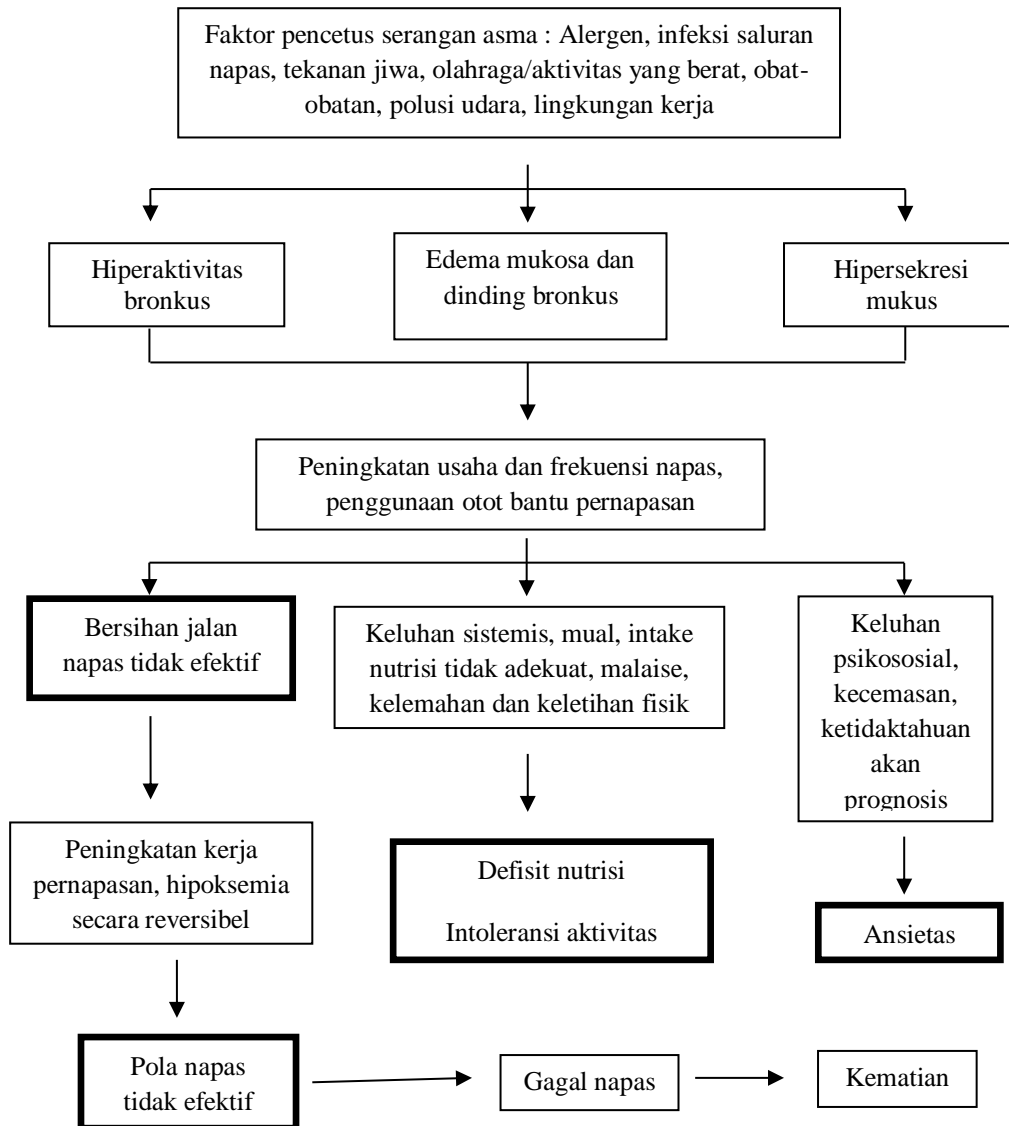 Faktor pencetus serangan asma : Alergen, infeksi saluran
napas, tekanan jiwa, olahraga/aktivitas yang berat, obat-
obatan, polusi udara, lingkungan kerja
Hiperaktivitas
bronkus
Edema mukosa dan
dinding bronkus
Hipersekresi
mukus
Peningkatan usaha dan frekuensi napas,
penggunaan otot bantu pernapasan
Bersihan jalan
napas tidak efektif
Keluhan sistemis, mual, intake
nutrisi tidak adekuat, malaise,
kelemahan dan keletihan fisik
Keluhan
psikososial,
kecemasan,
ketidaktahuan
akan
prognosis
Peningkatan kerja
pernapasan, hipoksemia
secara reversibel
Defisit nutrisi
Intoleransi aktivitas
Ansietas
Pola napas
tidak efektif
Gagal napas
Kematian